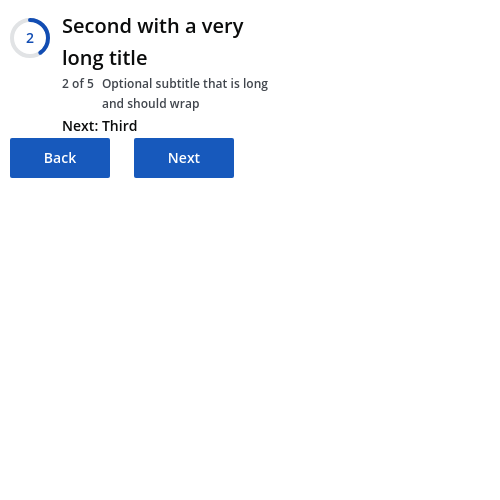 2
Second with a very
long title
2 of 5 Optional subtitle that is long
and should wrap
Next: Third
Back Next